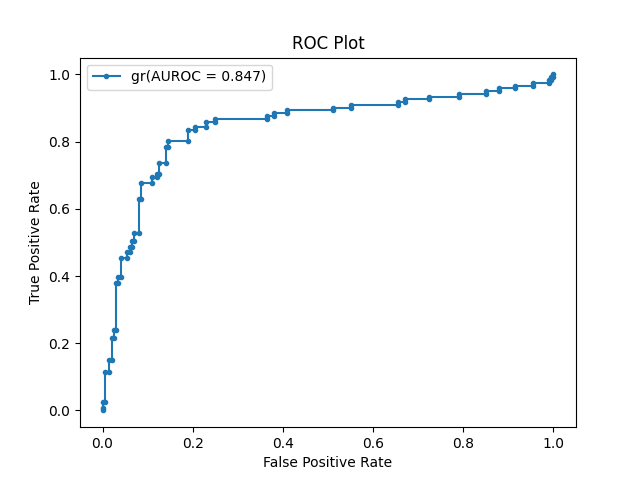 ROC Plot
gr(AUROC = 0.847)
1.0
0.8
0.6
0.4
0.2
0.0
True Positive Rate
0.0 0.2 0.4 0.6 0.8 1.0
False Positive Rate